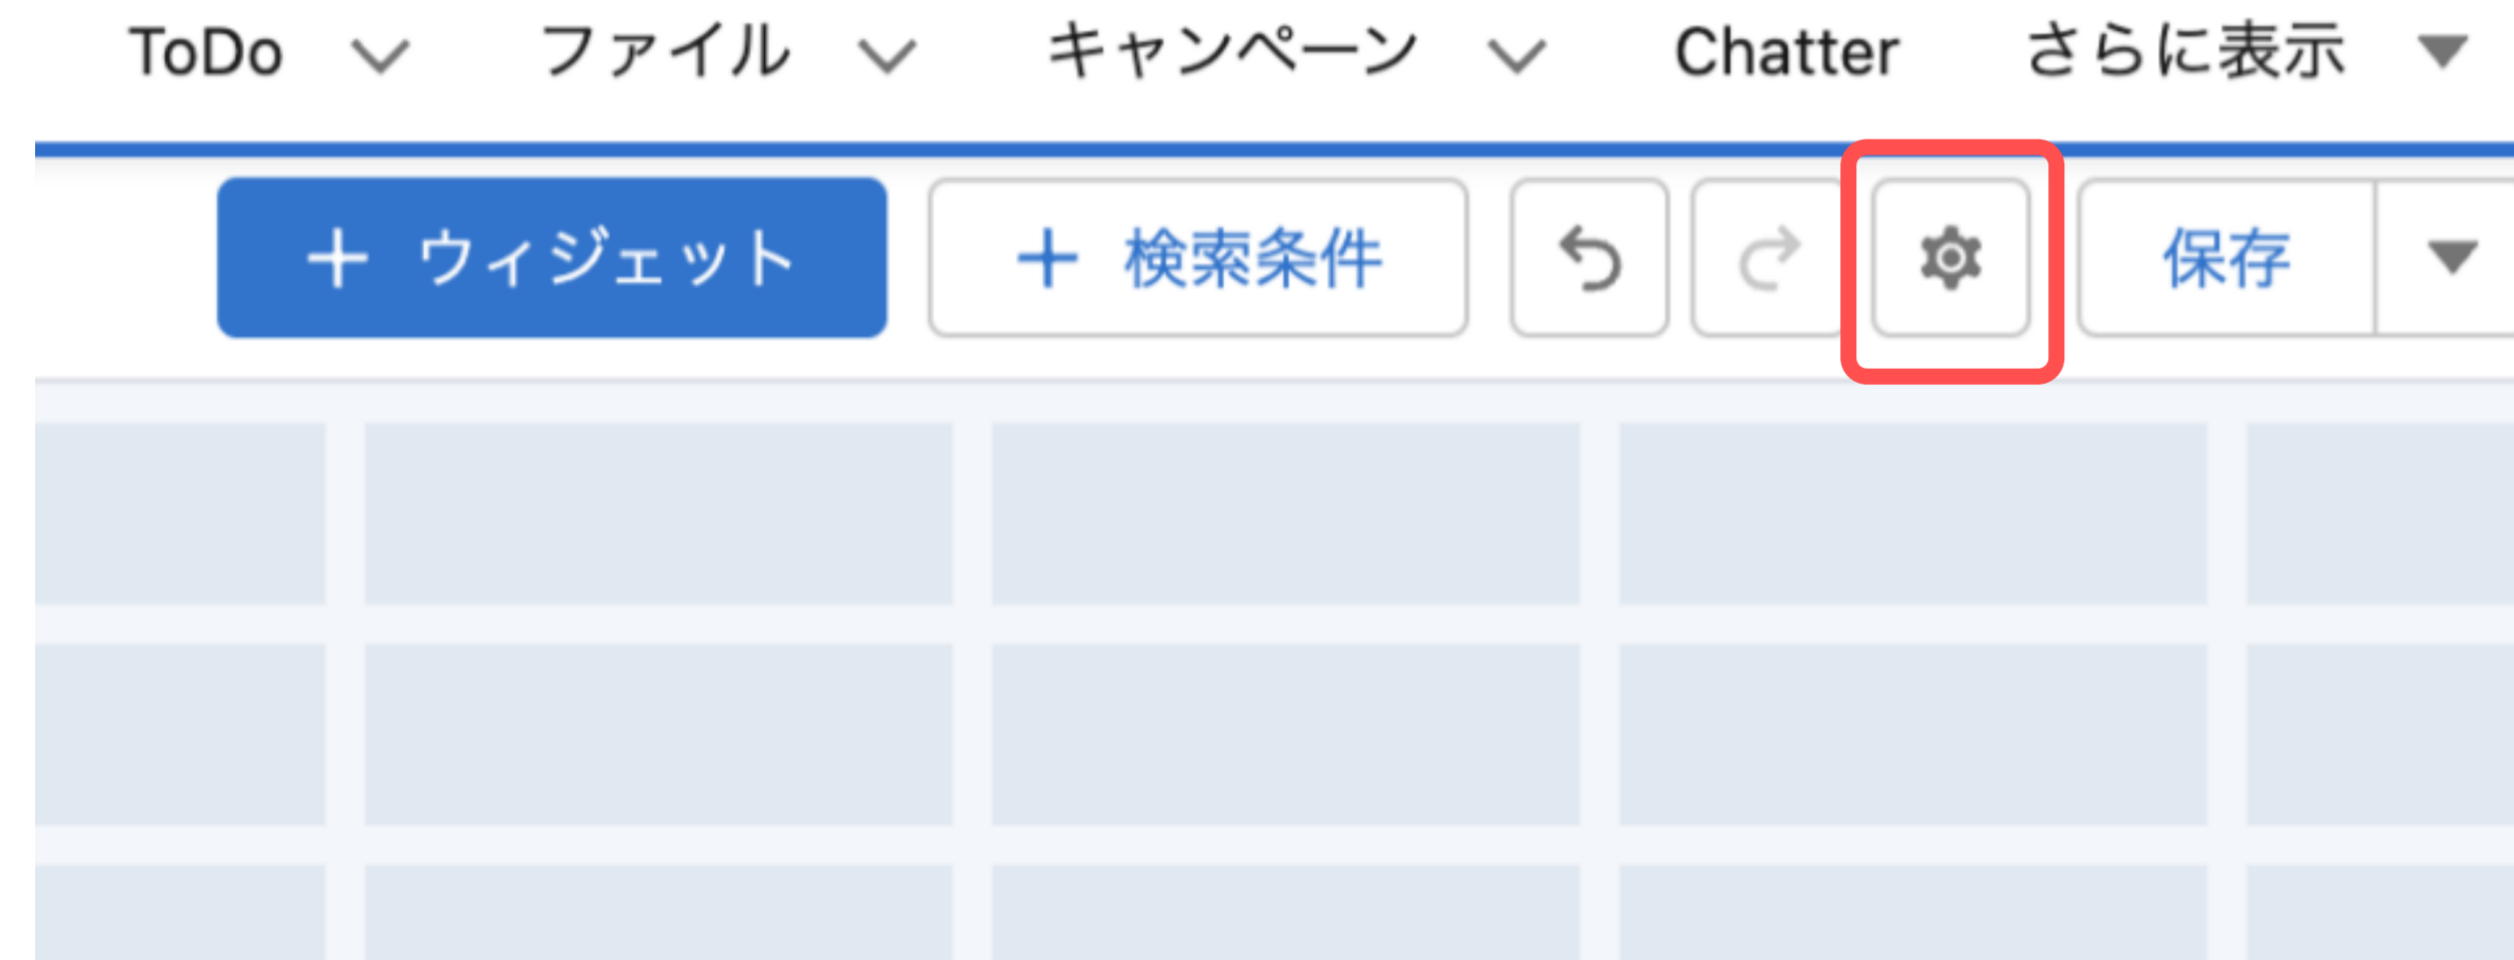 ToDo ファイル キャンペーン Chatter さらに表示
+ ウィジェット + 検索条件 保存